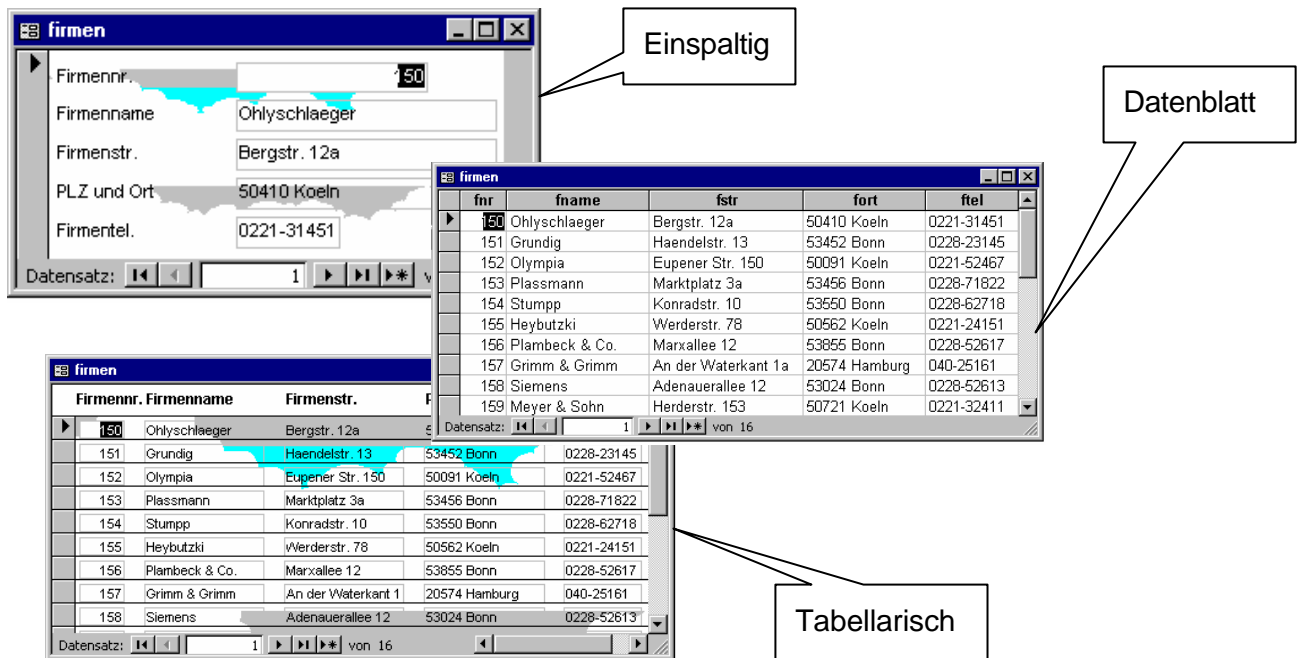 firmen
Firmennr. 150
Firmenname Ohlyschlaeger
Firmenstr. Bergstr. 12a
PLZ und Ort 50410 Koeln
Firmentel. 0221-31451
Datensatz: 1
Einspaltig
Datenblatt
firmen
fnr fname fstr fort ftel
150 Ohlyschlaeger Bergstr. 12a 50410 Koeln 0221-31451
151 Grundig Haendelstr. 13 53452 Bonn 0228-23145
152 Olympia Eupener Str. 150 50091 Koeln 0221-52467
153 Plassmann Marktplatz 3a 53456 Bonn 0228-71822
154 Stumpp Konradstr. 10 53550 Bonn 0228-62718
155 Heybutzki Werderstr. 78 50562 Koeln 0221-24151
156 Plambeck & Co. Marxallee 12 53855 Bonn 0228-52617
157 Grimm & Grimm An der Waterkant 1a 20574 Hamburg 040-25161
158 Siemens Adenauerallee 12 53024 Bonn 0228-52613
159 Meyer & Sohn Herderstr. 153 50721 Koeln 0221-32411
Datensatz: 1 von 16
firmen
Firmennr. Firmenname Firmenstr.
150 Ohlyschlaeger Bergstr. 12a
151 Grundig Haendelstr. 13 53452 Bonn 0228-23145
152 Olympia Eupener Str. 150 50091 Koeln 0221-52467
153 Plassmann Marktplatz 3a 53456 Bonn 0228-71822
154 Stumpp Konradstr. 10 53550 Bonn 0228-62718
155 Heybutzki Werderstr. 78 50562 Koeln 0221-24151
156 Plambeck & Co. Marxallee 12 53855 Bonn 0228-52617
157 Grimm & Grimm An der Waterkant 1 20574 Hamburg 040-25161
158 Siemens Adenauerallee 12 53024 Bonn 0228-52613
Datensatz: 1 von 16
Tabellarisch